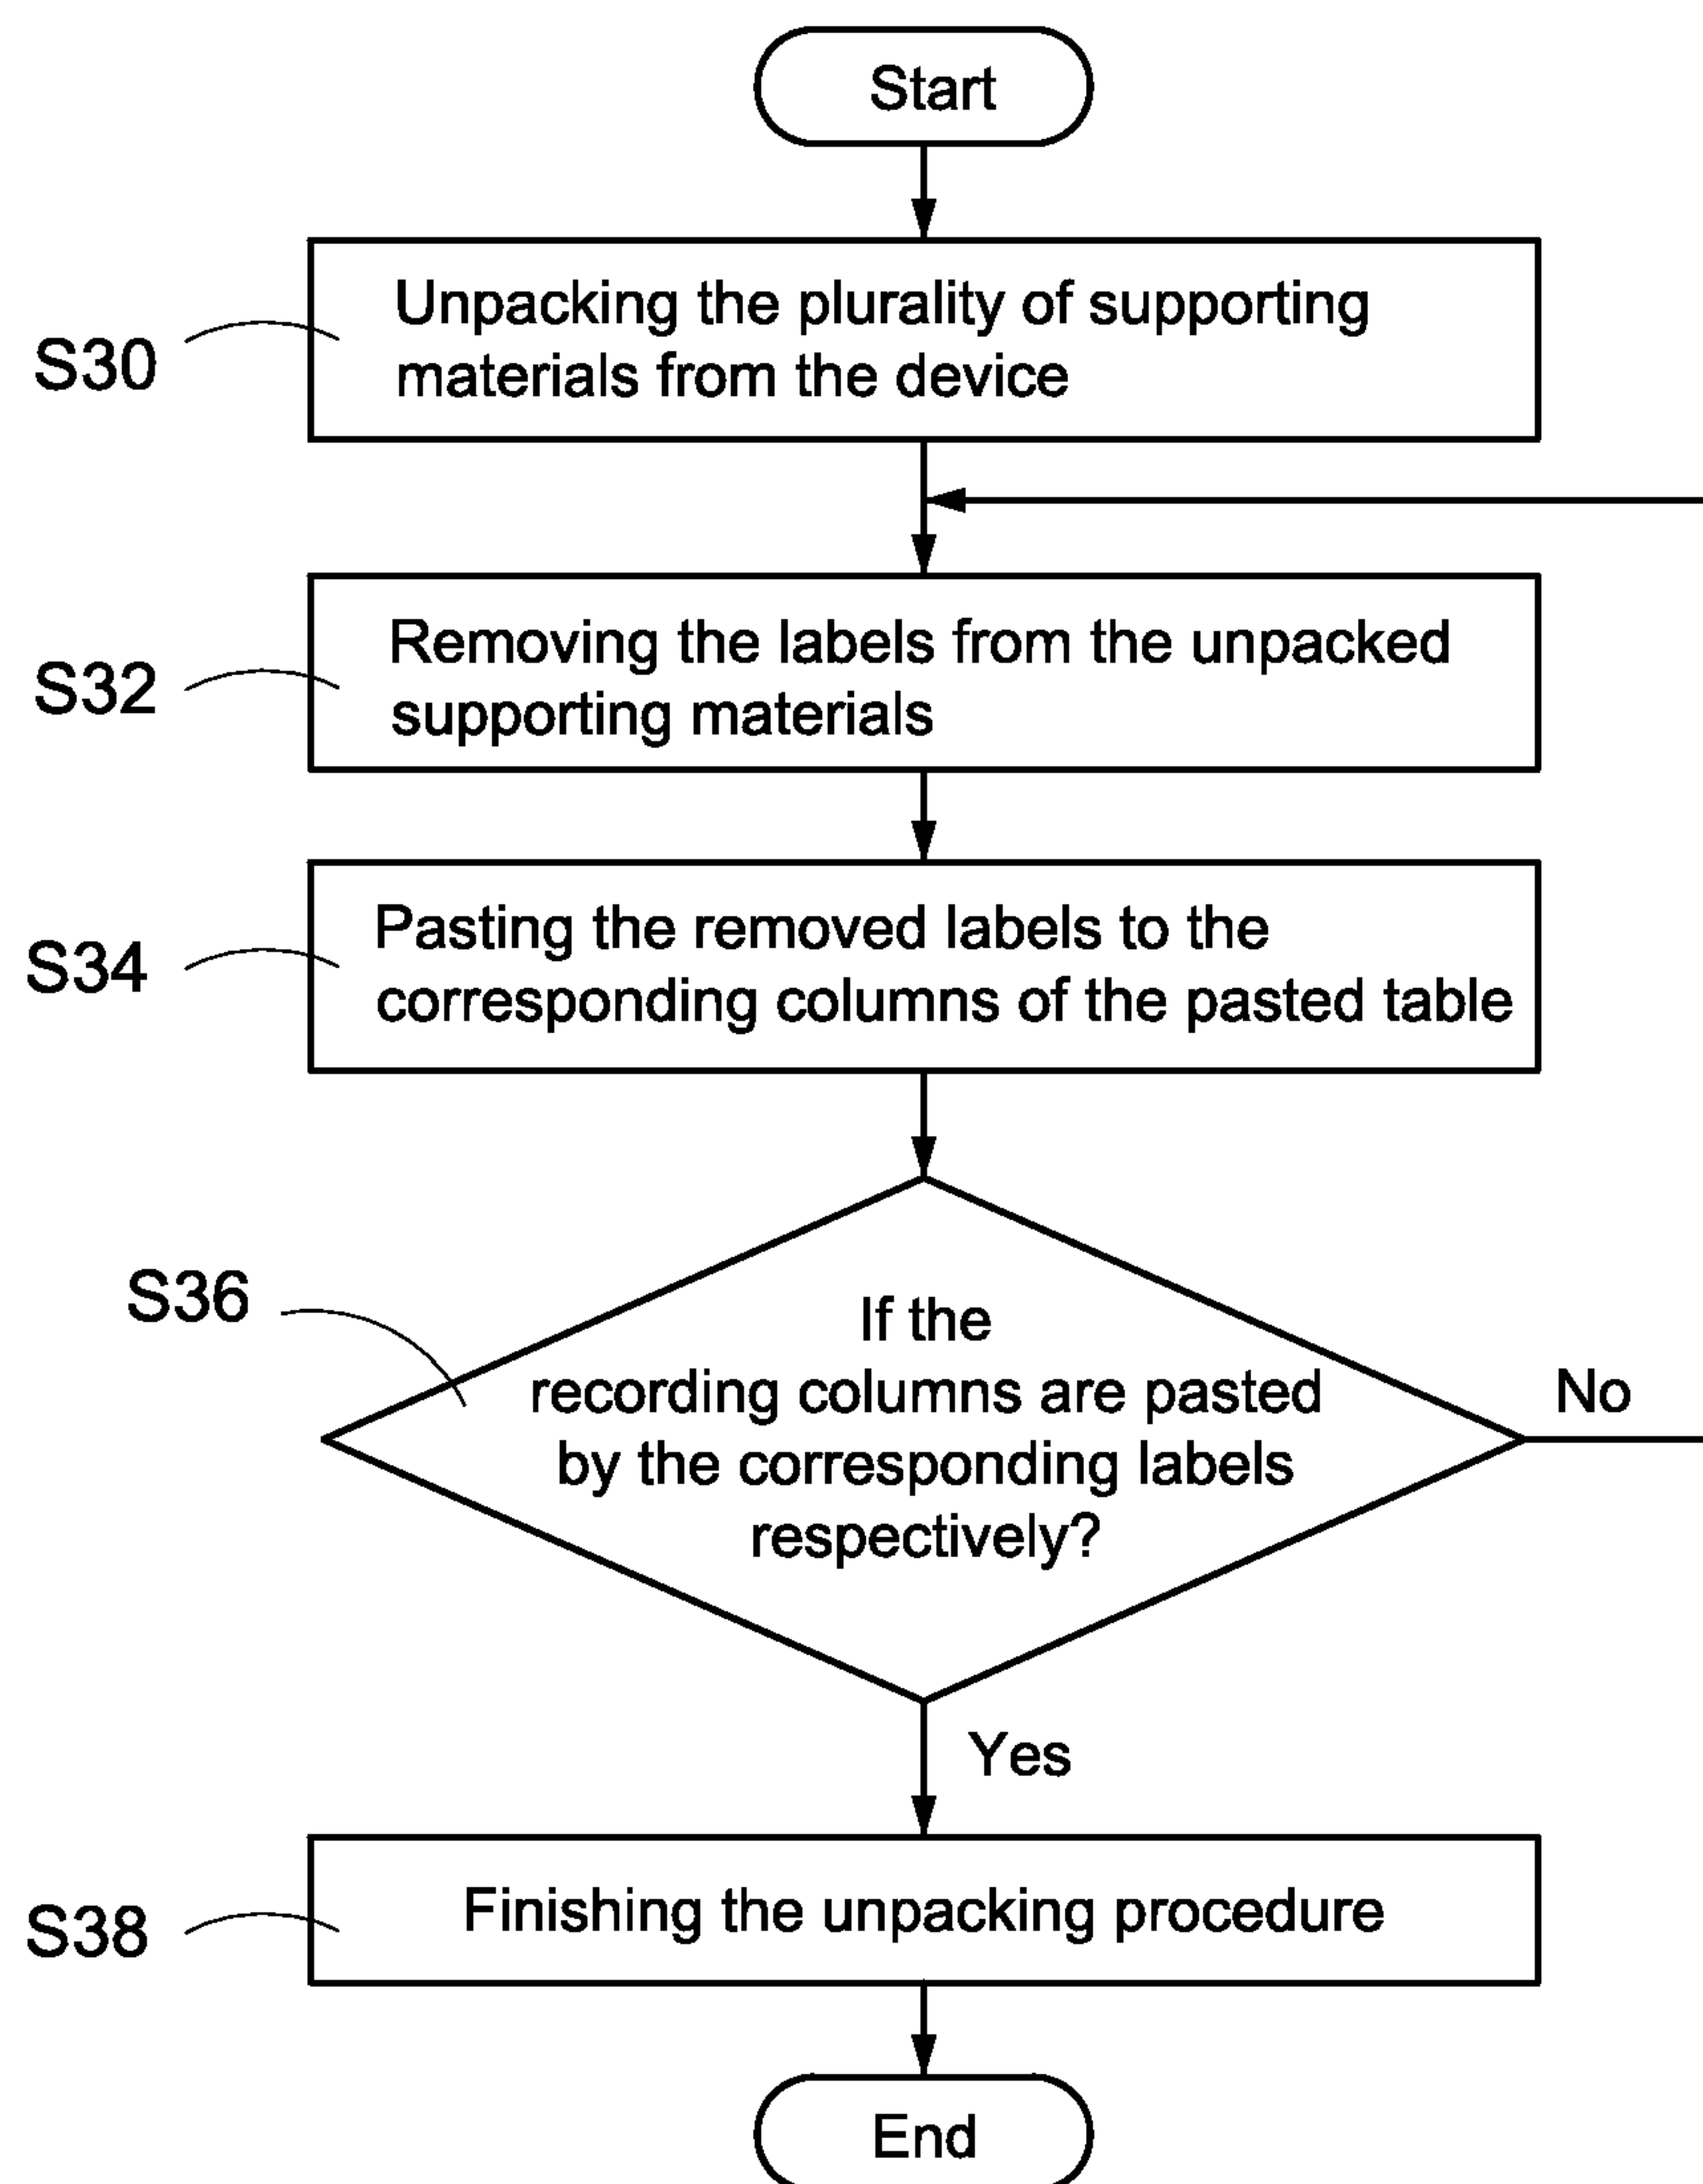 Start
S30
Unpacking the plurality of supporting
materials from the device
S32
Removing the labels from the unpacked
supporting materials
S34
Pasting the removed labels to the
corresponding columns of the pasted table
S36
If the
recording columns are pasted
by the corresponding labels
respectively?
No
Yes
S38
Finishing the unpacking procedure
End